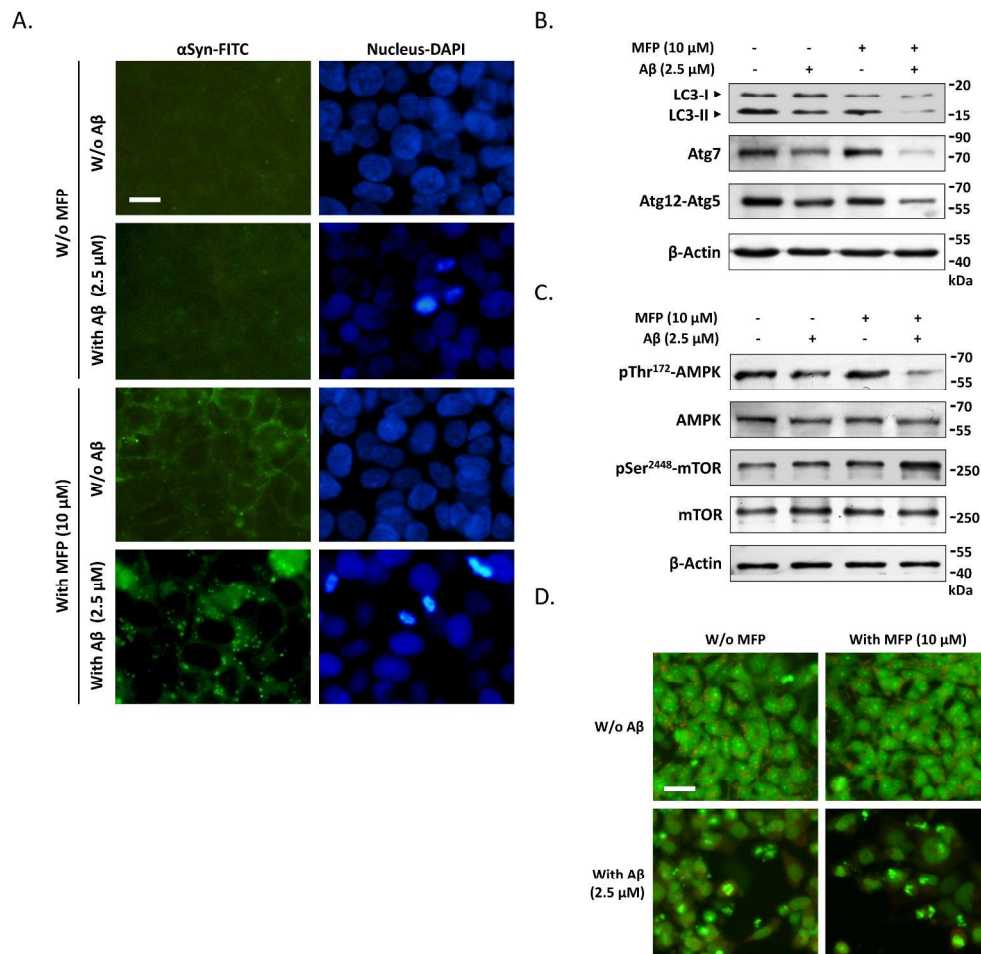 A.
αSyn-FITC Nucleus-DAPI
W/o MFP
W/o Aβ
With Aβ (2.5 μM)
With MFP (10 μM)
W/o Aβ
With Aβ (2.5 μM)
B.
MFP (10 μM) - - + +
Aβ (2.5 μM) - + - +
LC3-I -20
LC3-II -15
Atg7 -90
-70
Atg12-Atg5 -70
-55
β-Actin -55
-40
kDa
C.
MFP (10 μM) - - + +
Aβ (2.5 μM) - + - +
pThr172-AMPK -70
-55
AMPK -70
-55
pSer2448-mTOR -250
mTOR -250
β-Actin -55
-40
kDa
D.
W/o MFP With MFP (10 μM)
W/o Aβ
With Aβ
(2.5 μM)